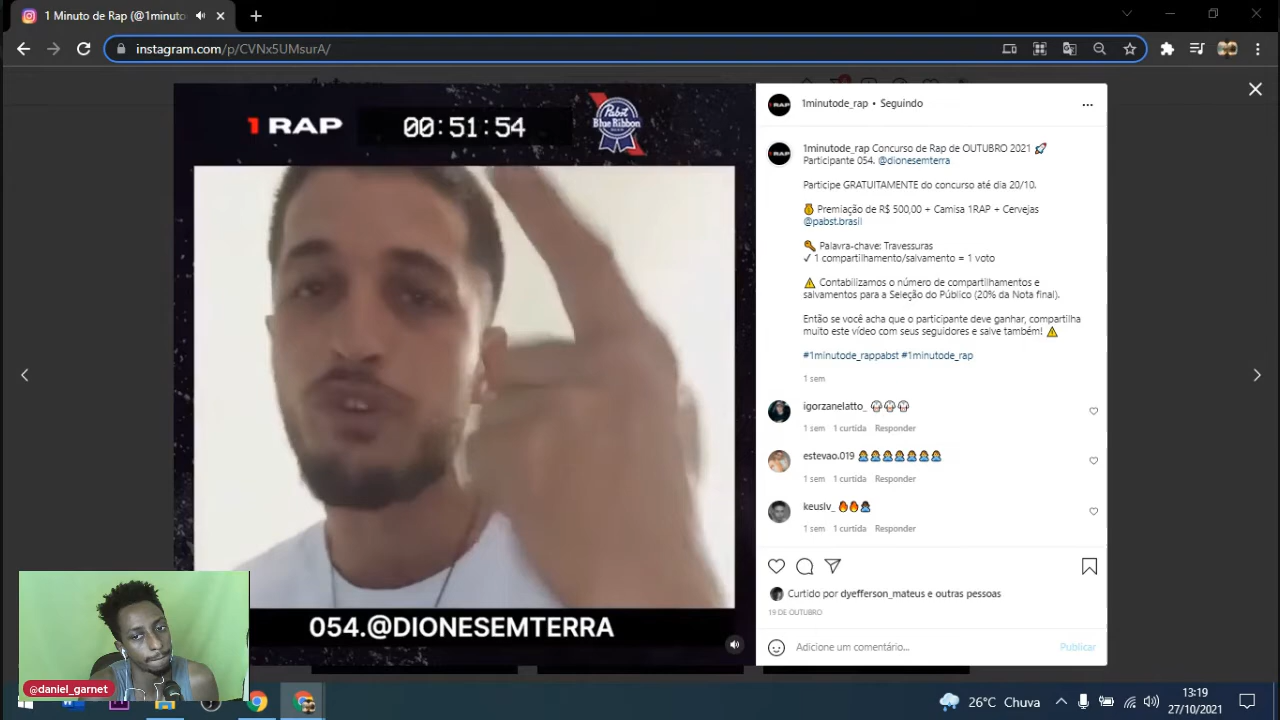 1 Minuto de Rap (@1minuto
instagram.com/p/CVNx5UMsurA/
1 RAP
00:51:54
Pabst
Blue Ribbon
1minutode_rap • Seguindo
1minutode_rap Concurso de Rap de OUTUBRO 2021 🚀
Participante 054. @dionesemterra
Participe GRATUITAMENTE do concurso até dia 20/10.
💰 Premiação de R$ 500,00 + Camisa 1RAP + Cervejas
@pabst.brasil
🔑 Palavra-chave: Travessuras
✓ 1 compartilhamento/salvamento = 1 voto
⚠️ Contabilizamos o número de compartilhamentos e
salvamentos para a Seleção do Público (20% da Nota final).
Então se você acha que o participante deve ganhar, compartilha
muito este vídeo com seus seguidores e salve também! ⚠️
#1minutode_rappabst #1minutode_rap
1 sem
igorzanelatto_
1 sem 1 curtida Responder
estevao.019
1 sem 1 curtida Responder
keuslv_ 🔥🔥
1 sem 1 curtida Responder
Curtido por dyefferson_mateus e outras pessoas
19 DE OUTUBRO
Adicione um comentário...
Publicar
054.@DIONESEMTERRA
@daniel_garnet
26°C Chuva
13:19
27/10/2021